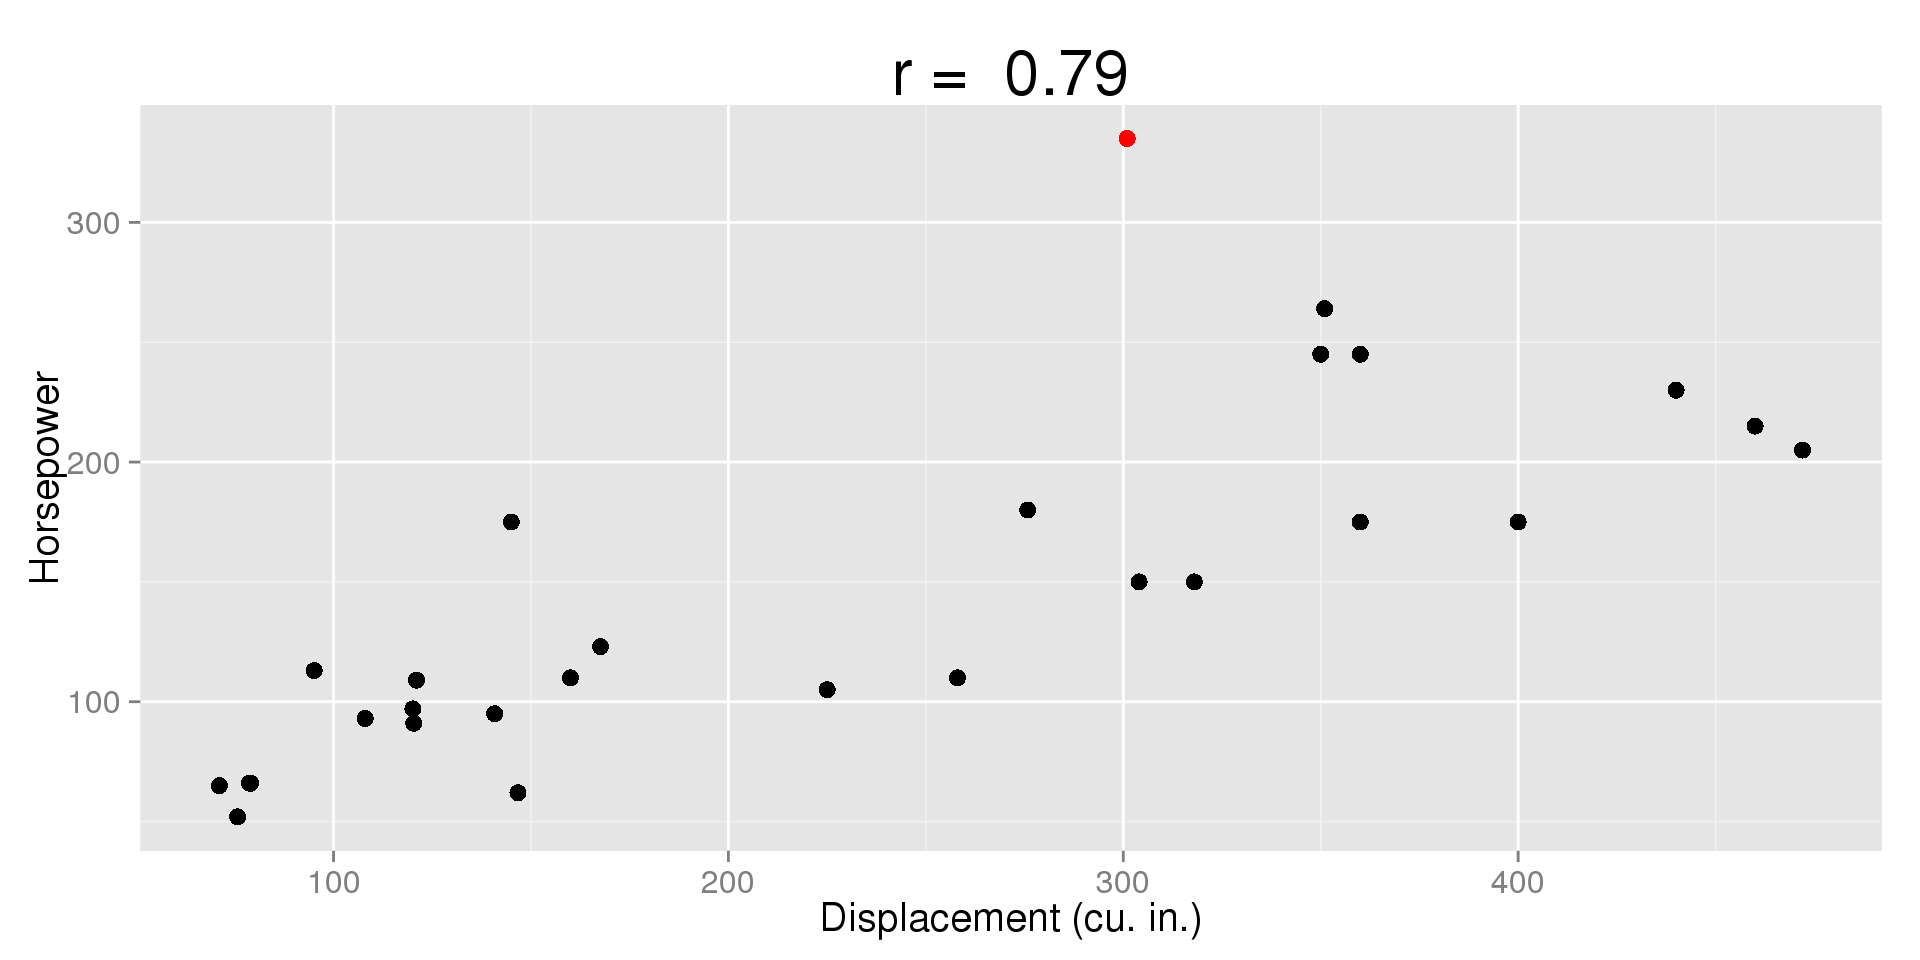 r = 0.79
Horsepower
300
200
100
100 200 300 400
Displacement (cu. in.)